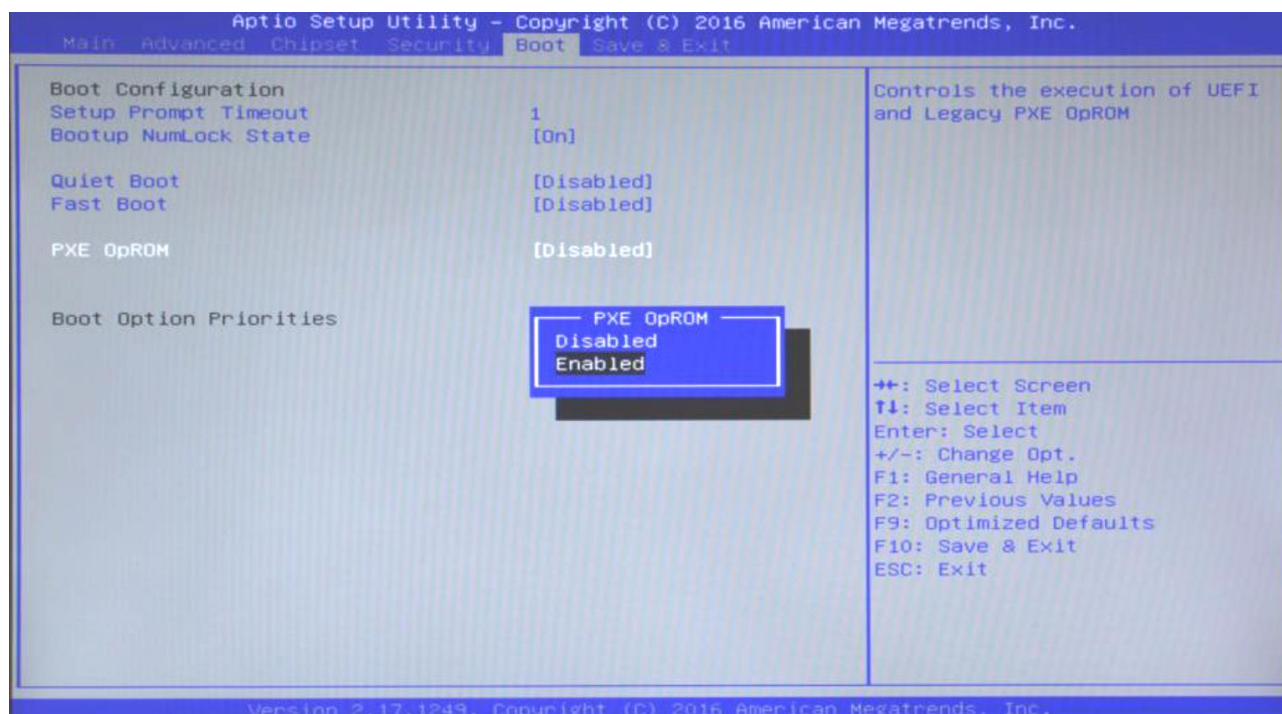 Aptio Setup Utility – Copyright (C) 2016 American Megatrends, Inc.
Main Advanced Chipset Security Boot Save & Exit
Boot Configuration
Setup Prompt Timeout 1
Bootup NumLock State [On]
Quiet Boot [Disabled]
Fast Boot [Disabled]
PXE OpROM [Disabled]
Boot Option Priorities
PXE OpROM
Disabled
Enabled
Controls the execution of UEFI
and Legacy PXE OpROM
→←: Select Screen
↑↓: Select Item
Enter: Select
+/-: Change Opt.
F1: General Help
F2: Previous Values
F9: Optimized Defaults
F10: Save & Exit
ESC: Exit
Version 2.17.1249. Copyright (C) 2016 American Megatrends, Inc.